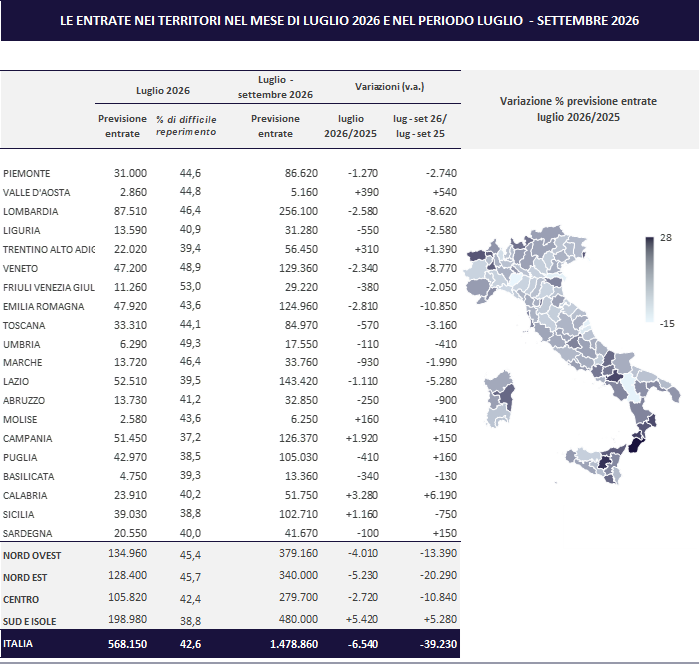 LE ENTRATE NEI TERRITORI NEL MESE DI LUGLIO 2026 E NEL PERIODO LUGLIO - SETTEMBRE 2026
Luglio 2026 Luglio - settembre 2026 Variazioni (v.a.) Variazione % previsione entrate luglio 2026/2025
Previsione entrate % di difficile reperimento Previsione entrate luglio 2026/2025 lug - set 26/ lug - set 25
PIEMONTE 31.000 44,6 86.620 -1.270 -2.740
VALLE D'AOSTA 2.860 44,8 5.160 +390 +540
LOMBARDIA 87.510 46,4 256.100 -2.580 -8.620
LIGURIA 13.590 40,9 31.280 -550 -2.580
TRENTINO ALTO ADIG 22.020 39,4 56.450 +310 +1.390
VENETO 47.200 48,9 129.360 -2.340 -8.770
FRIULI VENEZIA GIUL 11.260 53,0 29.220 -380 -2.050
EMILIA ROMAGNA 47.920 43,6 124.960 -2.810 -10.850
TOSCANA 33.310 44,1 84.970 -570 -3.160
UMBRIA 6.290 49,3 17.550 -110 -410
MARCHE 13.720 46,4 33.760 -930 -1.990
LAZIO 52.510 39,5 143.420 -1.110 -5.280
ABRUZZO 13.730 41,2 32.850 -250 -900
MOLISE 2.580 43,6 6.250 +160 +410
CAMPANIA 51.450 37,2 126.370 +1.920 +150
PUGLIA 42.970 38,5 105.030 -410 +160
BASILICATA 4.750 39,3 13.360 -340 -130
CALABRIA 23.910 40,2 51.750 +3.280 +6.190
SICILIA 39.030 38,8 102.710 +1.160 -750
SARDEGNA 20.550 40,0 41.670 -100 +150
NORD OVEST 134.960 45,4 379.160 -4.010 -13.390
NORD EST 128.400 45,7 340.000 -5.230 -20.290
CENTRO 105.820 42,4 279.700 -2.720 -10.840
SUD E ISOLE 198.980 38,8 480.000 +5.420 +5.280
ITALIA 568.150 42,6 1.478.860 -6.540 -39.230
28
-15